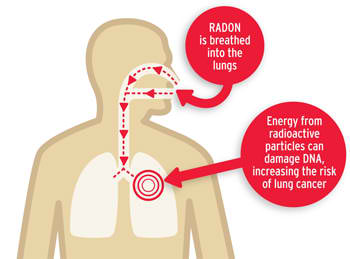 RADON
is breathed
into the
lungs
Energy from
radioactive
particles can
damage DNA,
increasing the risk
of lung cancer